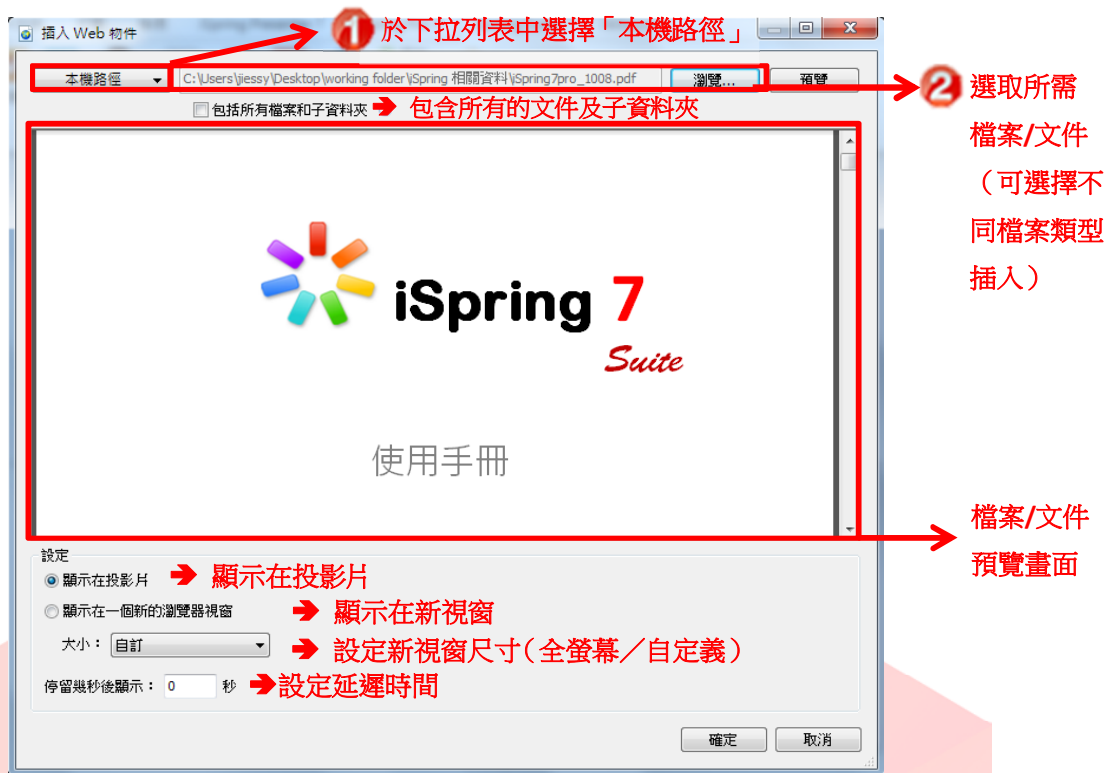 插入 Web 物件
1 於下拉列表中選擇「本機路徑」
本機路徑 C:\Users\jiessy\Desktop\working folder\iSpring 相關資料\iSpring7pro_1008.pdf 瀏覽... 預覽
包括所有檔案和子資料夾 包含所有的文件及子資料夾
2 選取所需
檔案/文件
（可選擇不
同檔案類型
插入）
iSpring 7
Suite
使用手冊
檔案/文件
預覽畫面
設定
顯示在投影片 顯示在投影片
顯示在一個新的瀏覽器視窗 顯示在新視窗
大小： 自訂 設定新視窗尺寸（全螢幕／自定義）
停留幾秒後顯示： 0 秒 設定延遲時間
確定 取消